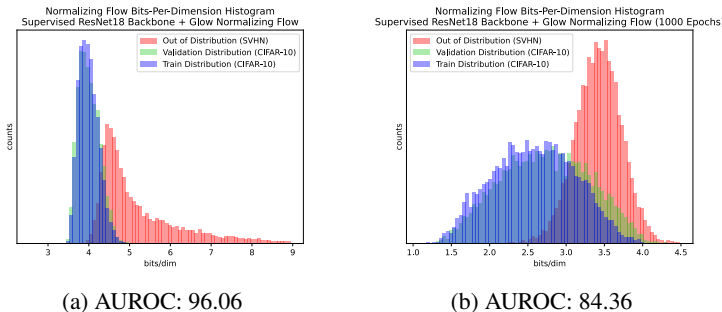 Normalizing Flow Bits-Per-Dimension Histogram
Supervised ResNet18 Backbone + Glow Normalizing Flow
Out of Distribution (SVHN)
Validation Distribution (CIFAR-10)
Train Distribution (CIFAR-10)
counts
3 4 5 6 7 8 9
bits/dim
(a) AUROC: 96.06
Normalizing Flow Bits-Per-Dimension Histogram
Supervised ResNet18 Backbone + Glow Normalizing Flow (1000 Epochs
Out of Distribution (SVHN)
Validation Distribution (CIFAR-10)
Train Distribution (CIFAR-10)
counts
1.0 1.5 2.0 2.5 3.0 3.5 4.0 4.5
bits/dim
(b) AUROC: 84.36